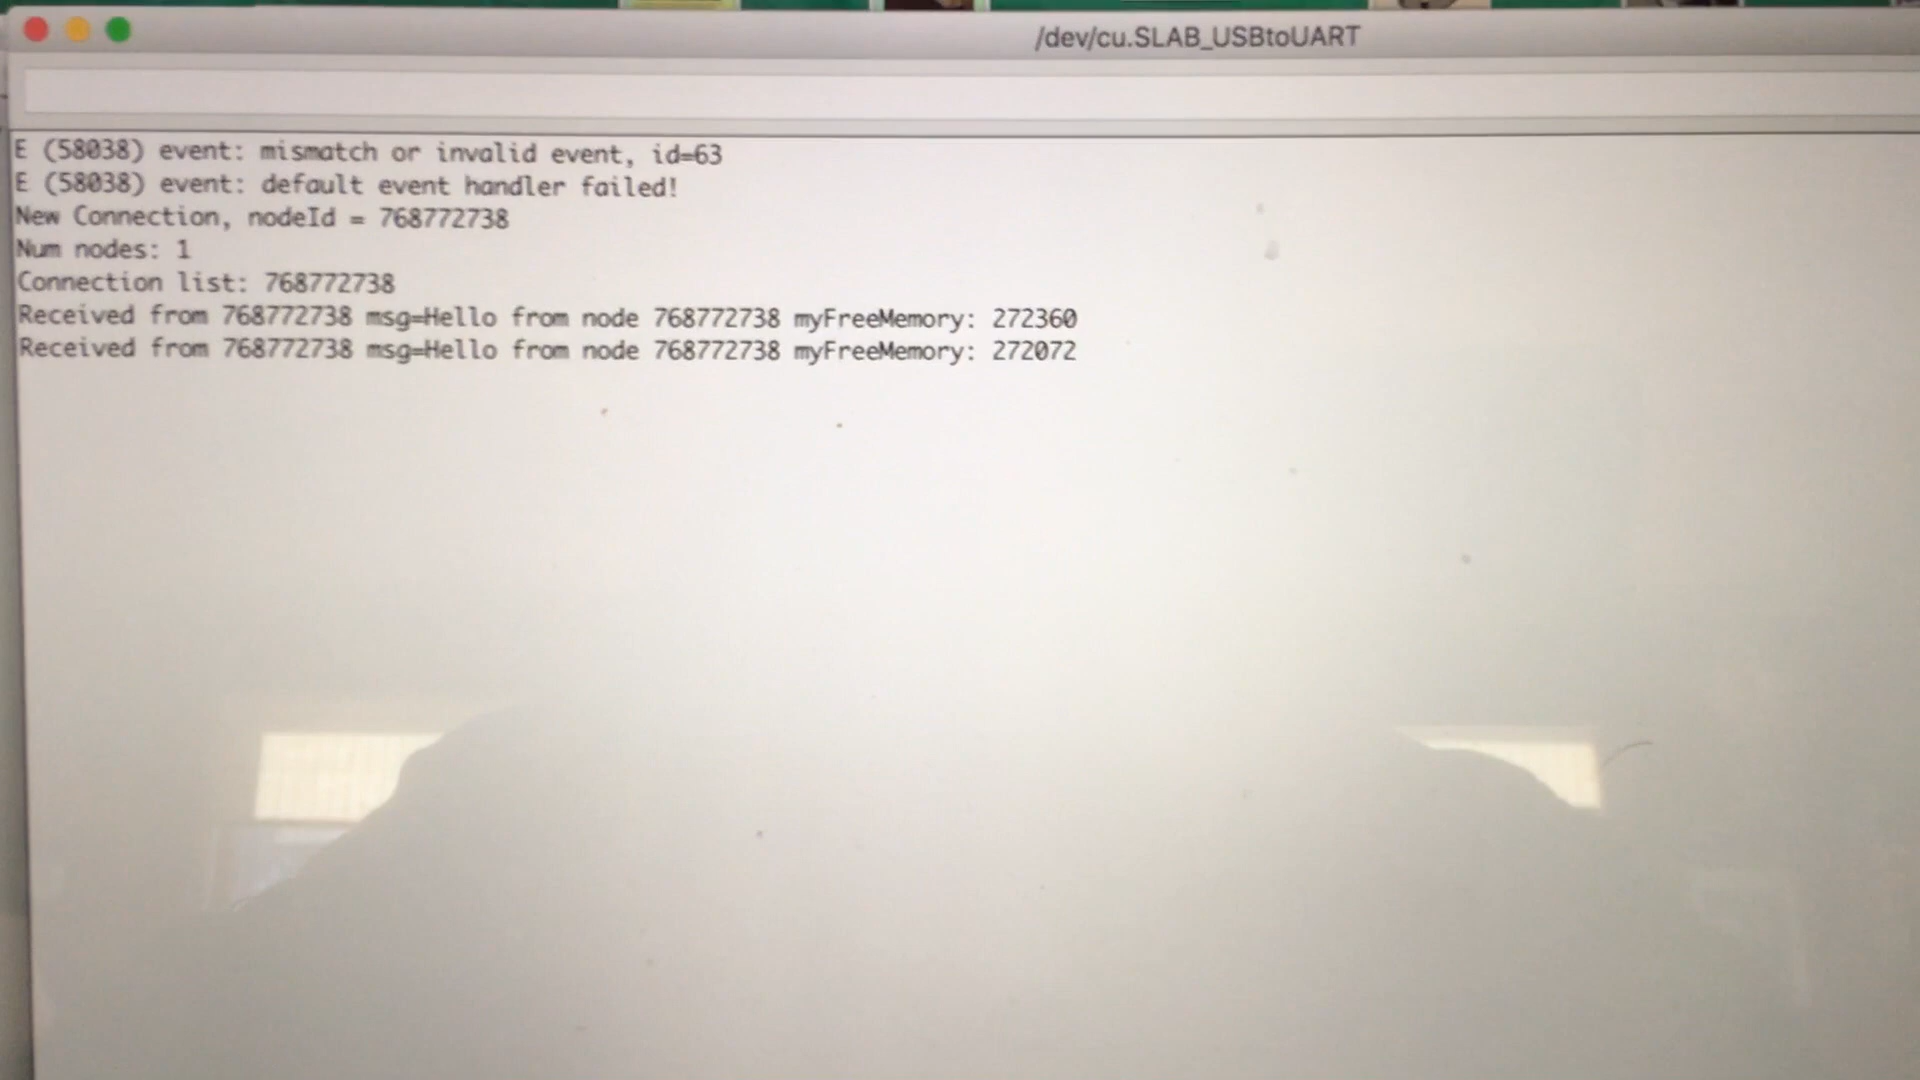 /dev/cu.SLAB_USBtoUART
E (58038) event: mismatch or invalid event, id=63
E (58038) event: default event handler failed!
New Connection, nodeId = 768772738
Num nodes: 1
Connection list: 768772738
Received from 768772738 msg=Hello from node 768772738 myFreeMemory: 272360
Received from 768772738 msg=Hello from node 768772738 myFreeMemory: 272072